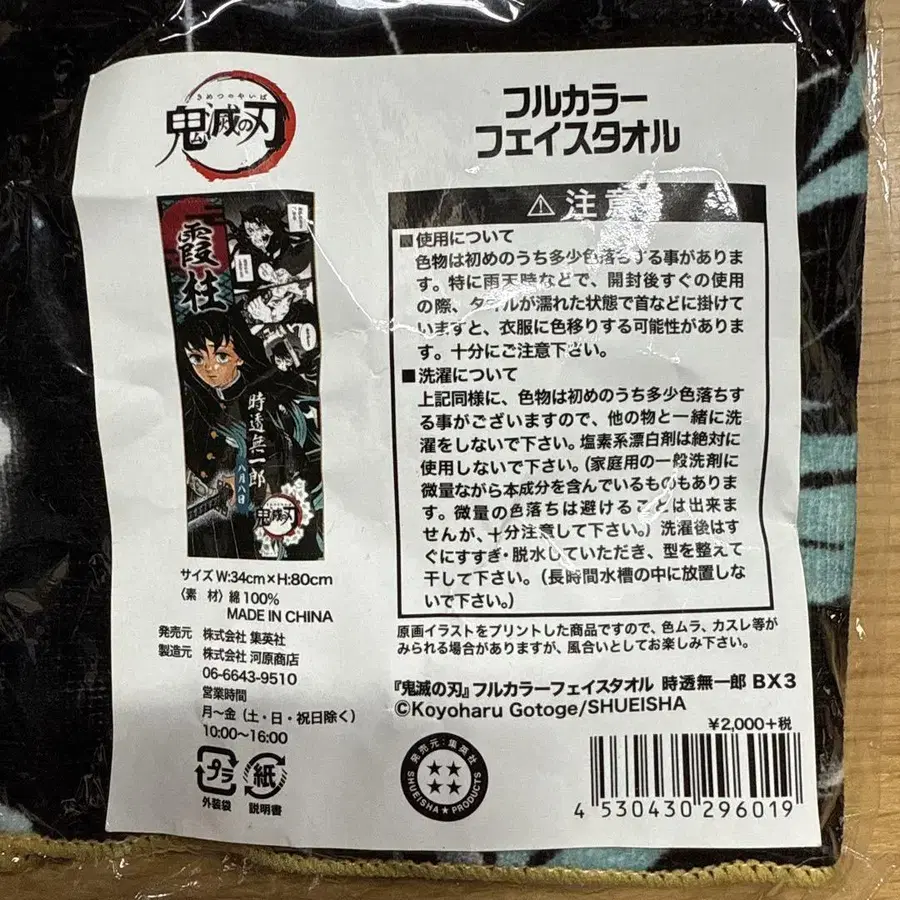 きめつのやいば
鬼滅の刃
フルカラー
フェイスタオル
霞柱
時透無一郎
八月八日
鬼滅の刃
サイズ W:34cm×H:80cm
〈素 材〉綿100%
MADE IN CHINA
発売元 株式会社 集英社
製造元 株式会社 河原商店
06-6643-9510
営業時間
月〜金（土・日・祝日除く）
10:00〜16:00
プラ
外装袋
紙
説明書
⚠注意
■使用について
色物は初めのうち多少色落ちする事があります。
す。特に雨天時などで、開封後すぐの使用
の際、タオルが濡れた状態で首などに掛けて
いますと、衣服に色移りする可能性がありま
す。十分にご注意下さい。
■洗濯について
上記同様に、色物は初めのうち多少色落ちす
る事がございますので、他の物と一緒に洗
濯をしないで下さい。塩素系漂白剤は絶対に
使用しないで下さい。（家庭用の一般洗剤に
微量ながら本成分を含んでいるものもありま
す。微量の色落ちは避けることは出来ま
せんが、十分注意して下さい。）洗濯後はす
ぐにすすぎ・脱水していただき、型を整えて
干して下さい。（長時間水槽の中に放置しな
いで下さい。）
原画イラストをプリントした商品ですので、色ムラ、カスレ等が
みられる場合がありますが、風合いとしてお楽しみ下さい。
『鬼滅の刃』フルカラーフェイスタオル 時透無一郎 BX3
©Koyoharu Gotoge/SHUEISHA
¥2,000+税
発売元：集英社
SHUEISHA★PRODUCTS
4 530430 296019